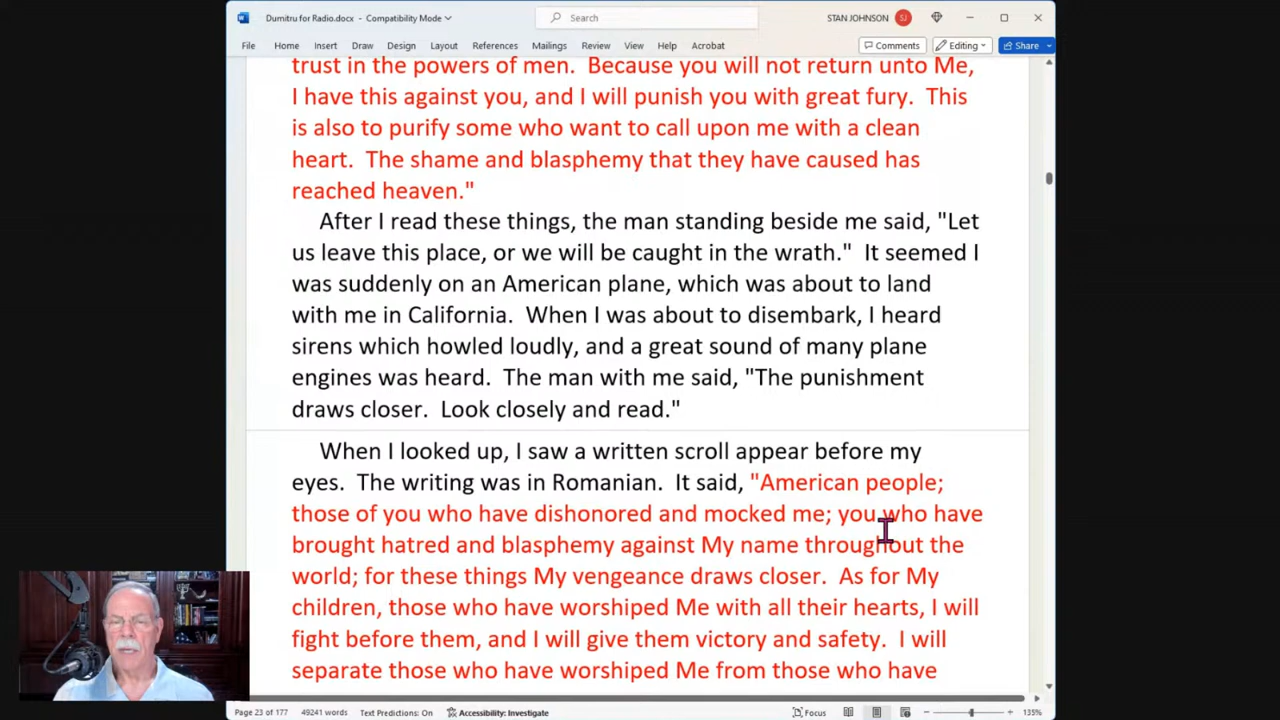 Dumitru for Radio.docx - Compatibility Mode
Search
STAN JOHNSON
SJ
File Home Insert Draw Design Layout References Mailings Review View Help Acrobat
Comments
Editing
Share
trust in the powers of men. Because you will not return unto Me,
I have this against you, and I will punish you with great fury. This
is also to purify some who want to call upon me with a clean
heart. The shame and blasphemy that they have caused has
reached heaven."
After I read these things, the man standing beside me said, "Let
us leave this place, or we will be caught in the wrath." It seemed I
was suddenly on an American plane, which was about to land
with me in California. When I was about to disembark, I heard
sirens which howled loudly, and a great sound of many plane
engines was heard. The man with me said, "The punishment
draws closer. Look closely and read."
When I looked up, I saw a written scroll appear before my
eyes. The writing was in Romanian. It said, "American people;
those of you who have dishonored and mocked me; you who have
brought hatred and blasphemy against My name throughout the
world; for these things My vengeance draws closer. As for My
children, those who have worshiped Me with all their hearts, I will
fight before them, and I will give them victory and safety. I will
separate those who have worshiped Me from those who have
Page 23 of 177 49241 words Text Predictions: On Accessibility: Investigate
Focus
135%